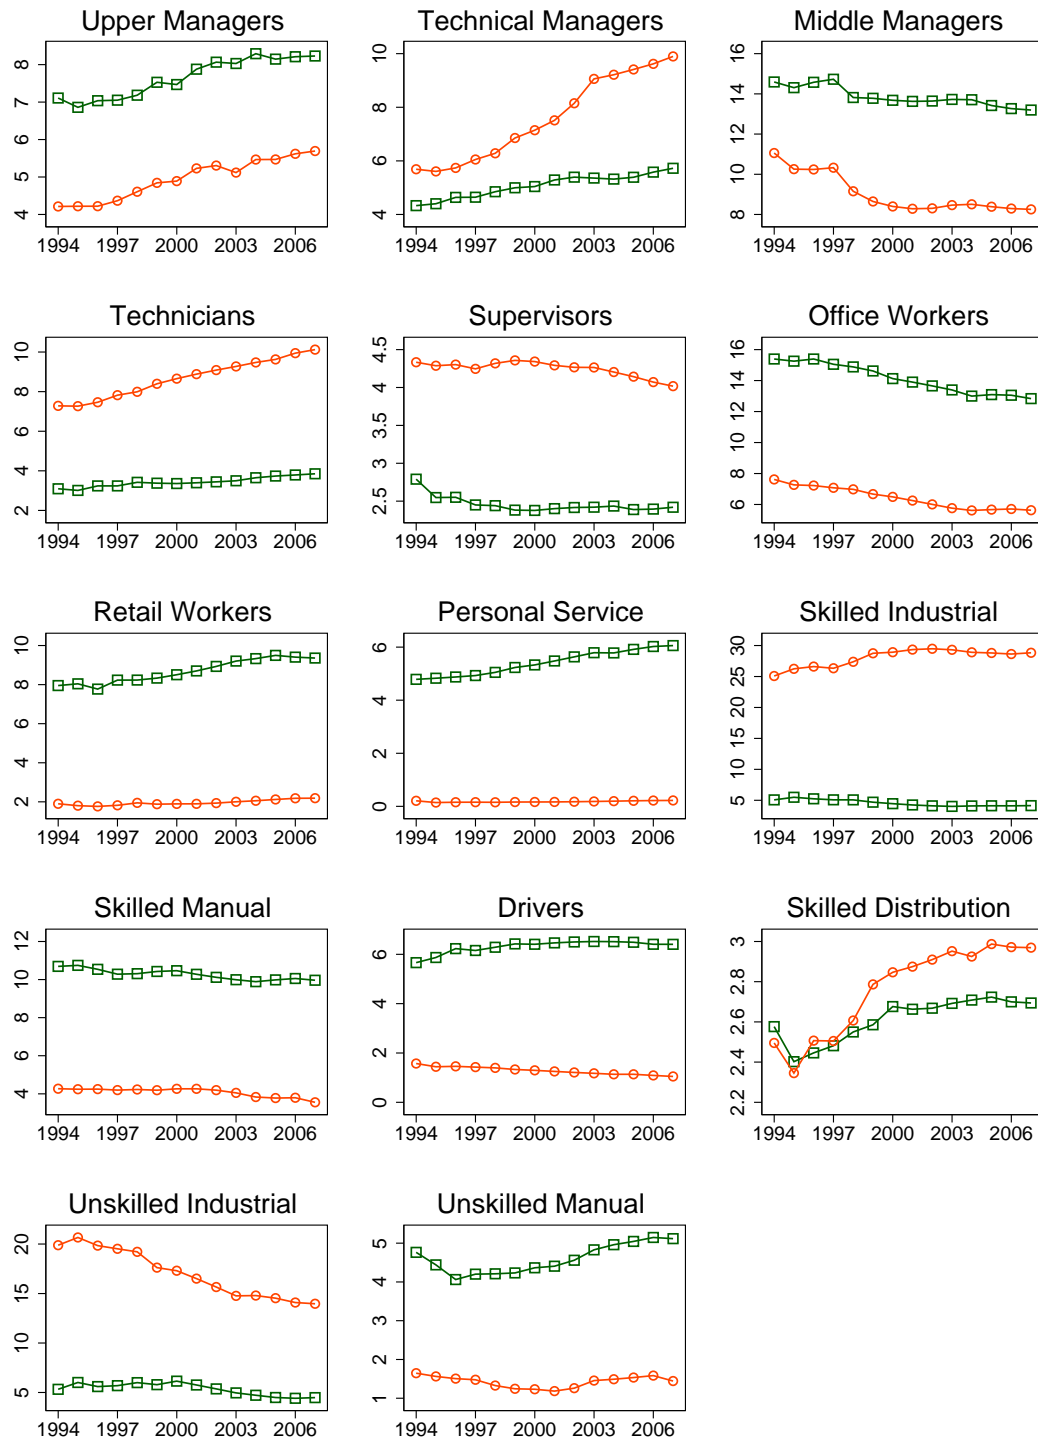 Upper Managers
Technical Managers
Middle Managers
4 5 6 7 8
1994 1997 2000 2003 2006
4 6 8 10
1994 1997 2000 2003 2006
8 10 12 14 16
1994 1997 2000 2003 2006
Technicians
Supervisors
Office Workers
2 4 6 8 10
1994 1997 2000 2003 2006
2.5 3 3.5 4 4.5
1994 1997 2000 2003 2006
6 8 10 12 14 16
1994 1997 2000 2003 2006
Retail Workers
Personal Service
Skilled Industrial
2 4 6 8 10
1994 1997 2000 2003 2006
0 2 4 6
1994 1997 2000 2003 2006
5 10 15 20 25 30
1994 1997 2000 2003 2006
Skilled Manual
Drivers
Skilled Distribution
4 6 8 10 12
1994 1997 2000 2003 2006
0 2 4 6
1994 1997 2000 2003 2006
2.2 2.4 2.6 2.8 3
1994 1997 2000 2003 2006
Unskilled Industrial
Unskilled Manual
5 10 15 20
1994 1997 2000 2003 2006
1 2 3 4 5
1994 1997 2000 2003 2006